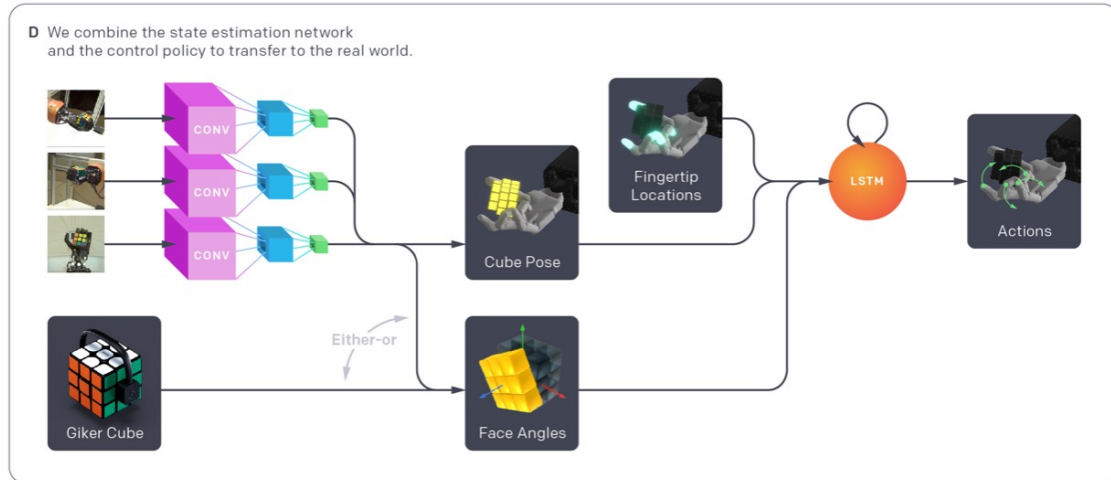 D We combine the state estimation network
and the control policy to transfer to the real world.
CONV
CONV
Fingertip
Locations
LSTM
Actions
Cube Pose
Either-or
Giker Cube
Face Angles